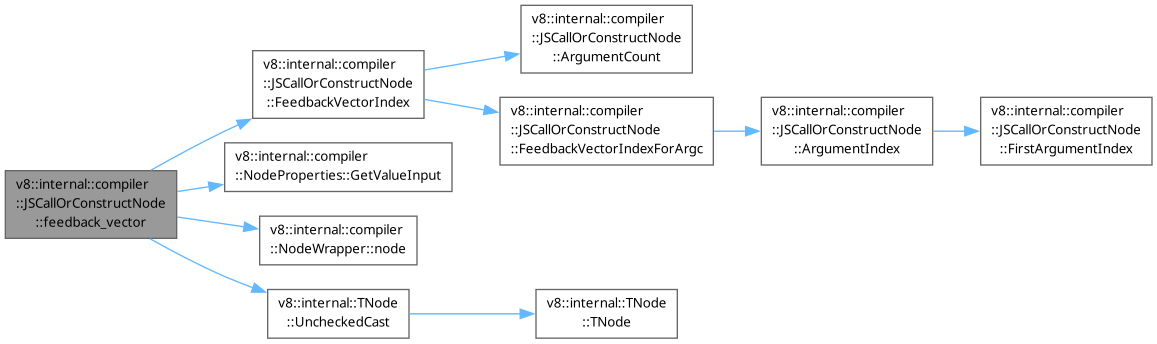 v8::internal::compiler
::JSCallOrConstructNode
::feedback_vector
v8::internal::compiler
::JSCallOrConstructNode
::FeedbackVectorIndex
v8::internal::compiler
::JSCallOrConstructNode
::ArgumentCount
v8::internal::compiler
::JSCallOrConstructNode
::FeedbackVectorIndexForArgc
v8::internal::compiler
::JSCallOrConstructNode
::ArgumentIndex
v8::internal::compiler
::JSCallOrConstructNode
::FirstArgumentIndex
v8::internal::compiler
::NodeProperties::GetValueInput
v8::internal::compiler
::NodeWrapper::node
v8::internal::TNode
::UncheckedCast
v8::internal::TNode
::TNode